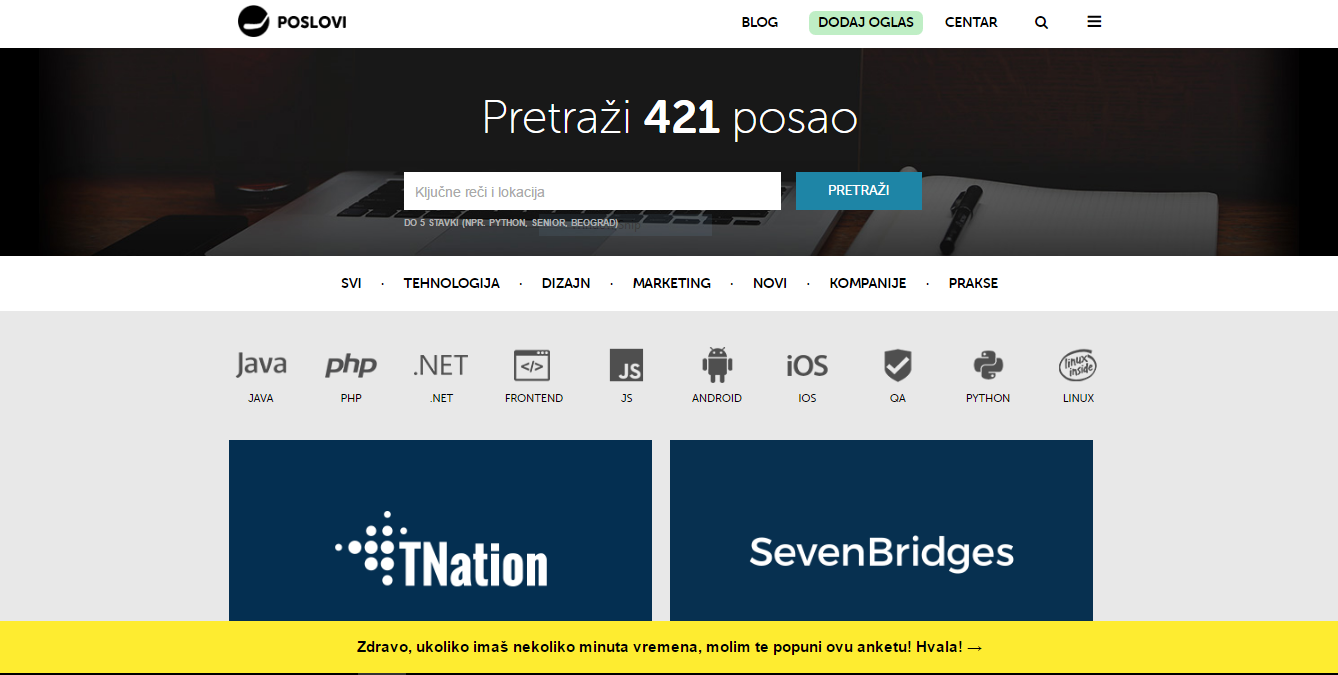 POSLOVI
BLOG DODAJ OGLAS CENTAR
Pretraži 421 posao
Ključne reči i lokacija
PRETRAŽI
DO 5 STAVKI (NPR. PYTHON, SENIOR, BEOGRAD)
SVI · TEHNOLOGIJA · DIZAJN · MARKETING · NOVI · KOMPANIJE · PRAKSE
Java php .NET </> JS iOS linux inside
JAVA PHP .NET FRONTEND JS ANDROID IOS QA PYTHON LINUX
TNation
SevenBridges
Zdravo, ukoliko imaš nekoliko minuta vremena, molim te popuni ovu anketu! Hvala! →